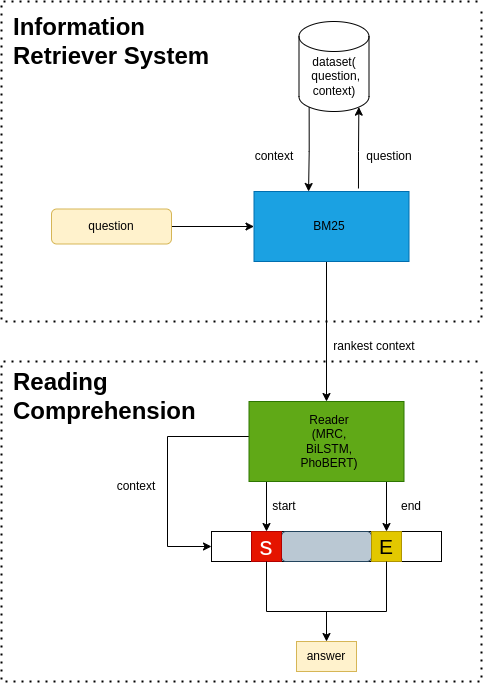 Information
Retriever System
dataset(
question,
context)
context
question
question
BM25
rankest context
Reading
Comprehension
Reader
(MRC,
BiLSTM,
PhoBERT)
context
start
end
S
E
answer